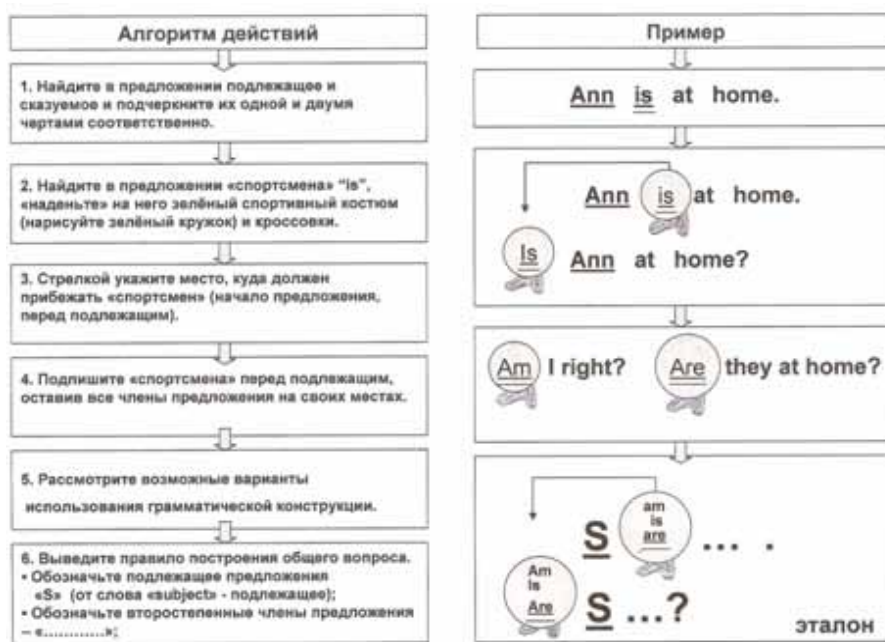 Алгоритм действий
1. Найдите в предложении подлежащее и
сказуемое и подчеркните их одной и двумя
чертами соответственно.
2. Найдите в предложении «спортсмена” “is”,
«наденьте” на него зелёный спортивный костюм
(нарисуйте зелёный кружок) и кроссовки.
3. Стрелкой укажите место, куда должен
прибежать «спортсмен” (начало предложения,
перед подлежащим).
4. Подпишите «спортсмена” перед подлежащим,
оставив все члены предложения на своих местах.
5. Рассмотрите возможные варианты
использования грамматической конструкции.
6. Выведите правило построения общего вопроса.
• Обозначьте подлежащее предложения
«S» (от слова «subject» - подлежащее);
• Обозначьте второстепенные члены предложения
– «............»;
Пример
Ann is at home.
Ann is at home.
Is Ann at home?
Am I right? Are they at home?
am
is
S are ... .
Am
Is
Are S ...?
эталон